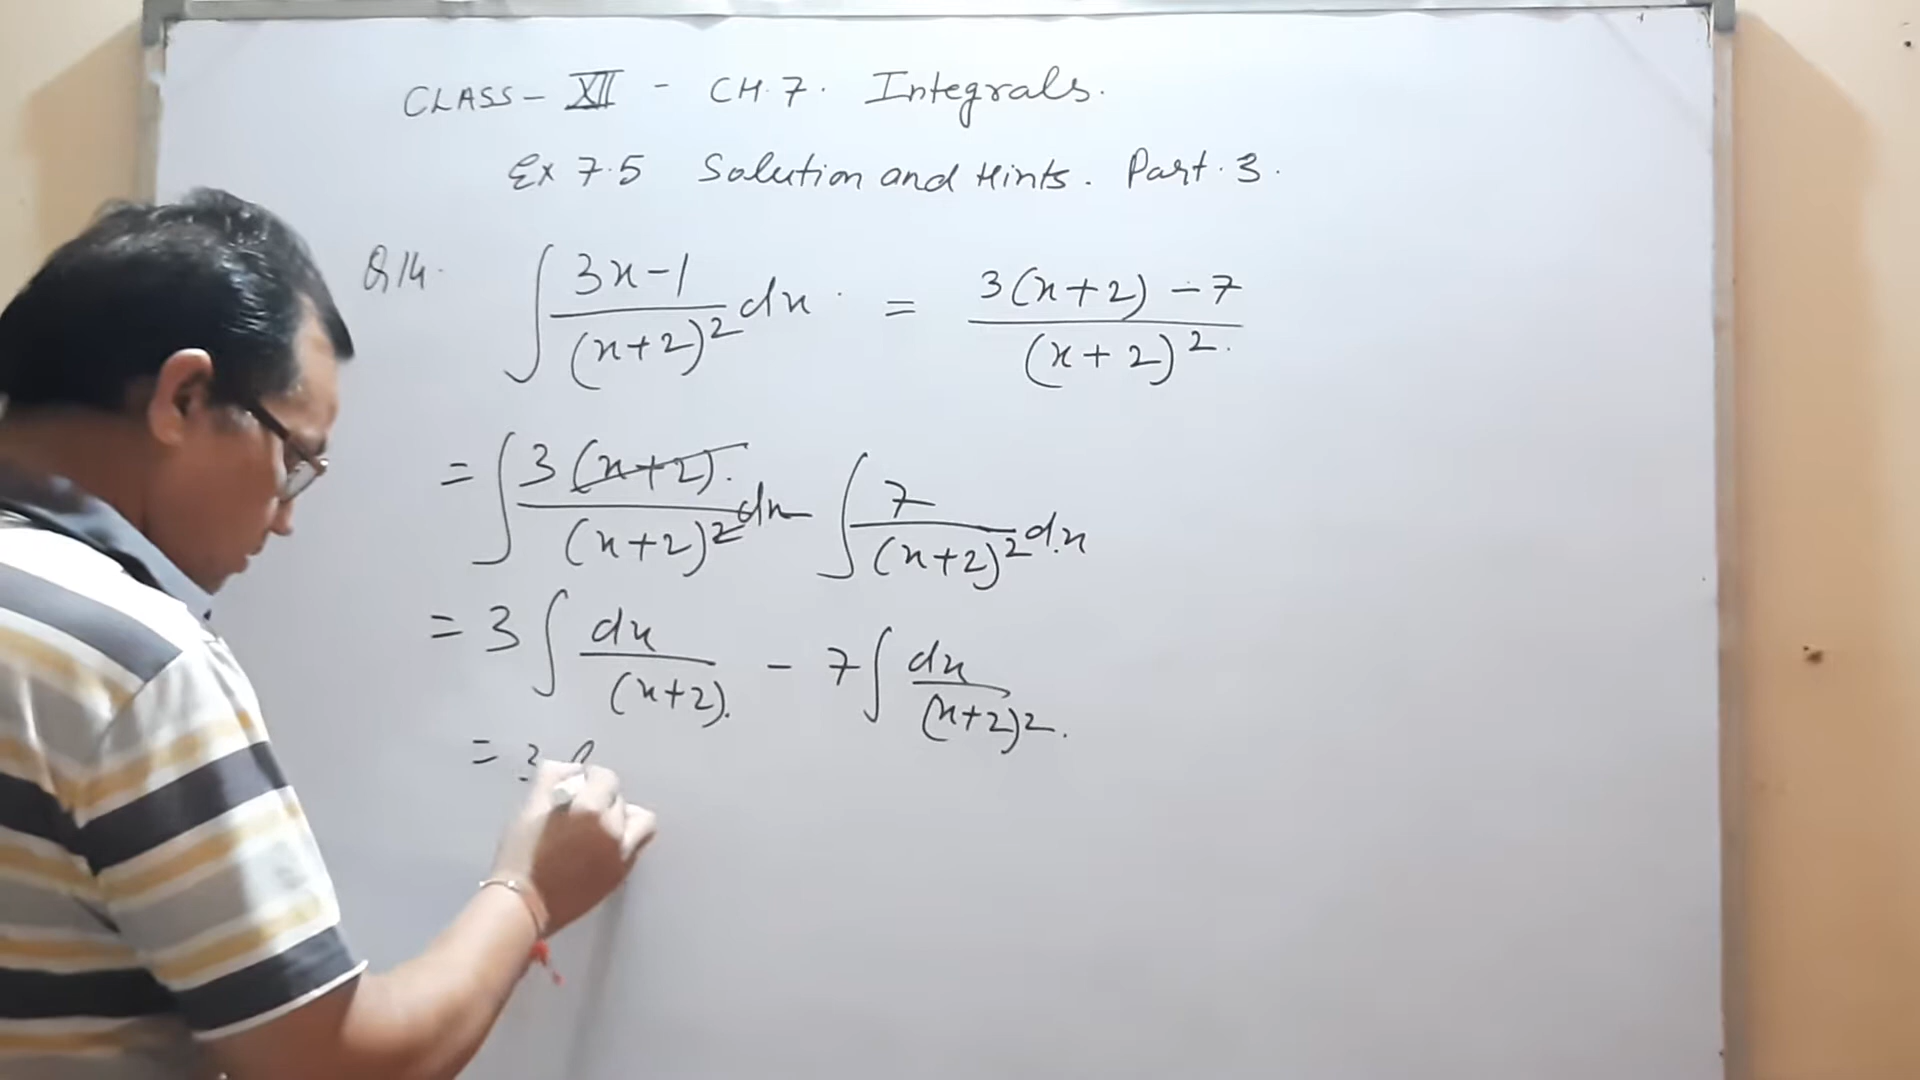 CLASS – XII – CH.7. Integrals.
Ex 7.5 Solution and Hints. Part.3.
Q14. ∫ (3x-1)/(x+2)² dx. = (3(x+2) - 7)/(x+2)².
= ∫ 3(x+2)./(x+2)² dx ∫ 7/(x+2)² d.x
= 3 ∫ dx/(x+2). - 7 ∫ dx/(x+2)².
= 3